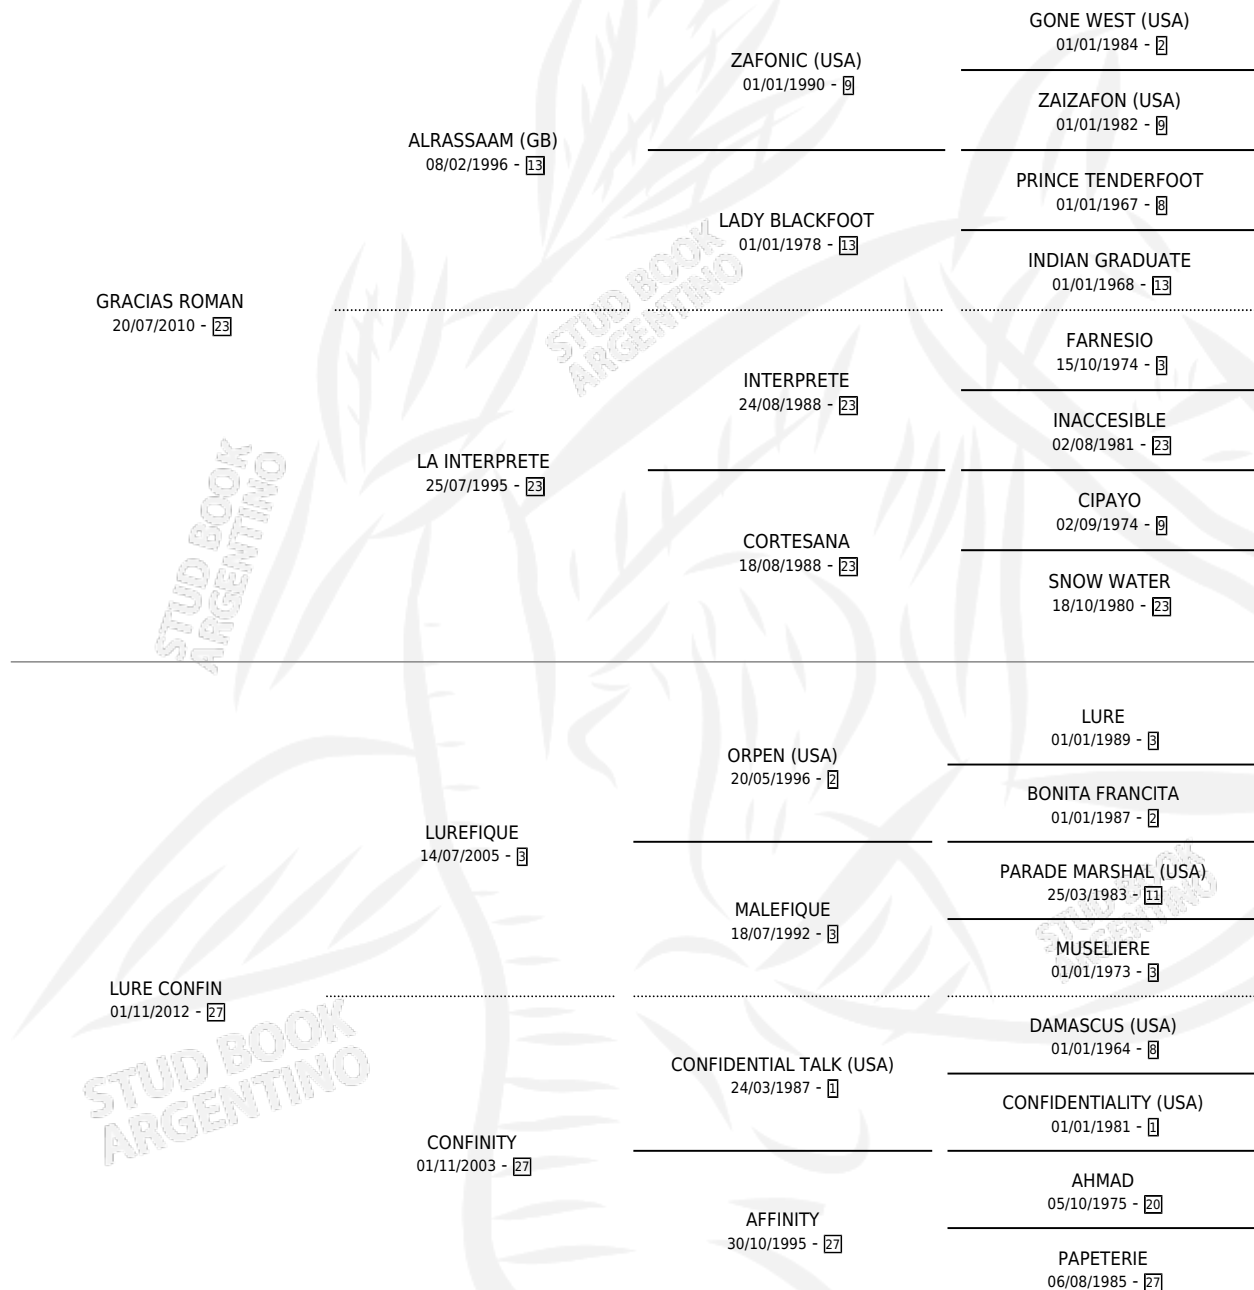 GONE WEST (USA)
01/01/1984 - 2
ZAFONIC (USA)
01/01/1990 - 9
ZAIZAFON (USA)
01/01/1982 - 9
ALRASSAAM (GB)
08/02/1996 - 13
PRINCE TENDERFOOT
01/01/1967 - 8
LADY BLACKFOOT
01/01/1978 - 13
INDIAN GRADUATE
01/01/1968 - 13
GRACIAS ROMAN
20/07/2010 - 23
STUD BOOK
ARGENTINO
FARNESIO
15/10/1974 - 3
INTERPRETE
24/08/1988 - 23
INACCESIBLE
02/08/1981 - 23
LA INTERPRETE
25/07/1995 - 23
CIPAYO
02/09/1974 - 9
CORTESANA
18/08/1988 - 23
SNOW WATER
18/10/1980 - 23
STUD BOOK
ARGENTINO
LURE
01/01/1989 - 3
ORPEN (USA)
20/05/1996 - 2
BONITA FRANCITA
01/01/1987 - 2
LUREFIQUE
14/07/2005 - 3
PARADE MARSHAL (USA)
25/03/1983 - 11
MALEFIQUE
18/07/1992 - 3
MUSELIERE
01/01/1973 - 3
STUD BOOK
ARGENTINO
LURE CONFIN
01/11/2012 - 27
DAMASCUS (USA)
01/01/1964 - 8
CONFIDENTIAL TALK (USA)
24/03/1987 - 1
CONFIDENTIALITY (USA)
01/01/1981 - 1
STUD BOOK
ARGENTINO
CONFINITY
01/11/2003 - 27
AHMAD
05/10/1975 - 20
AFFINITY
30/10/1995 - 27
PAPETERIE
06/08/1985 - 27